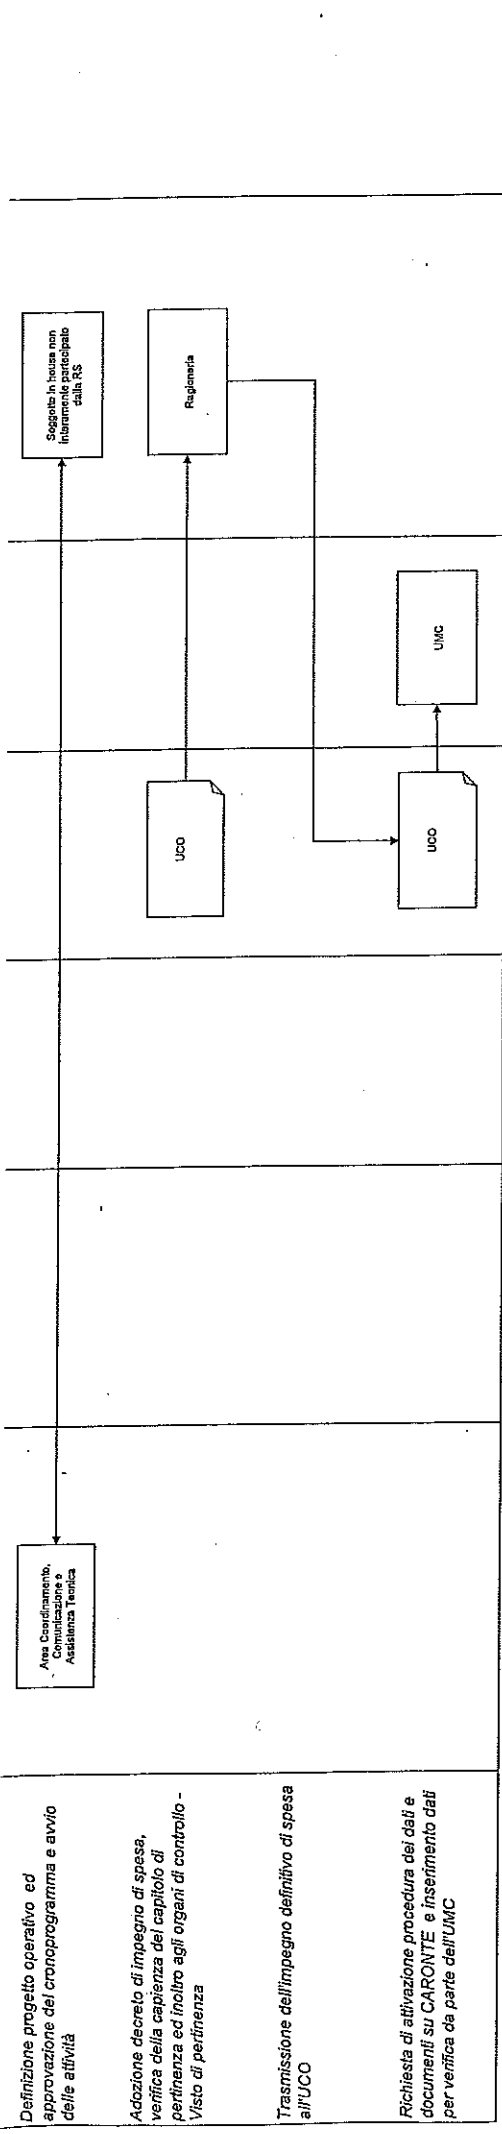 Definizione progetto operativo ed
approvazione del cronoprogramma e avvio
delle attività
Area Coordinamento,
Comunicazione e
Assistenza Tecnica
Soggetto in house non
interamente partecipato
dalla RS
Adozione decreto di impegno di spesa,
verifica della capienza del capitolo di
pertinenza ed inoltro agli organi di controllo -
Visto di pertinenza
UCO
Ragioneria
Trasmissione dell'impegno definitivo di spesa
all'UCO
Richiesta di attivazione procedura dei dati e
documenti su CARONTE e inserimento dati
per verifica da parte dell'UMC
UCO
UMC